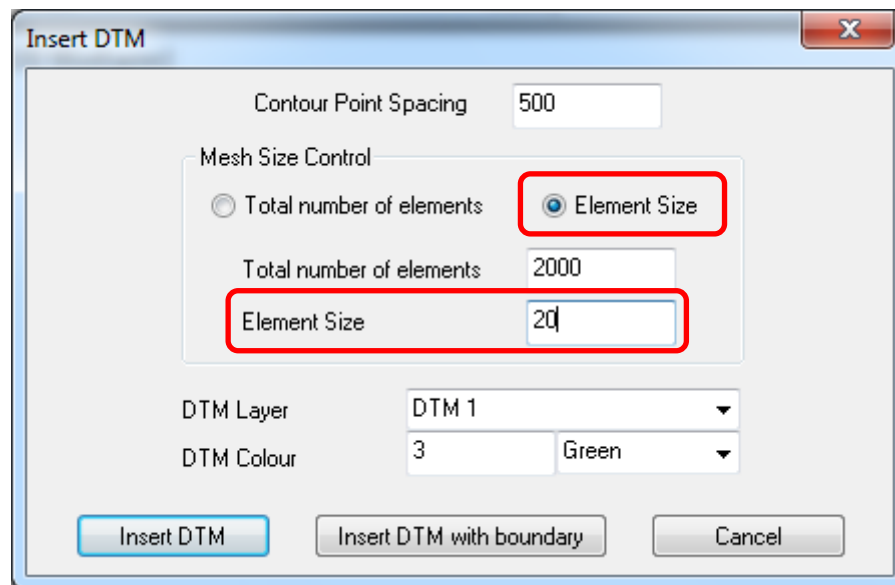 Insert DTM
Contour Point Spacing 500
Mesh Size Control
Total number of elements Element Size
Total number of elements 2000
Element Size 20
DTM Layer DTM 1
DTM Colour 3 Green
Insert DTM Insert DTM with boundary Cancel